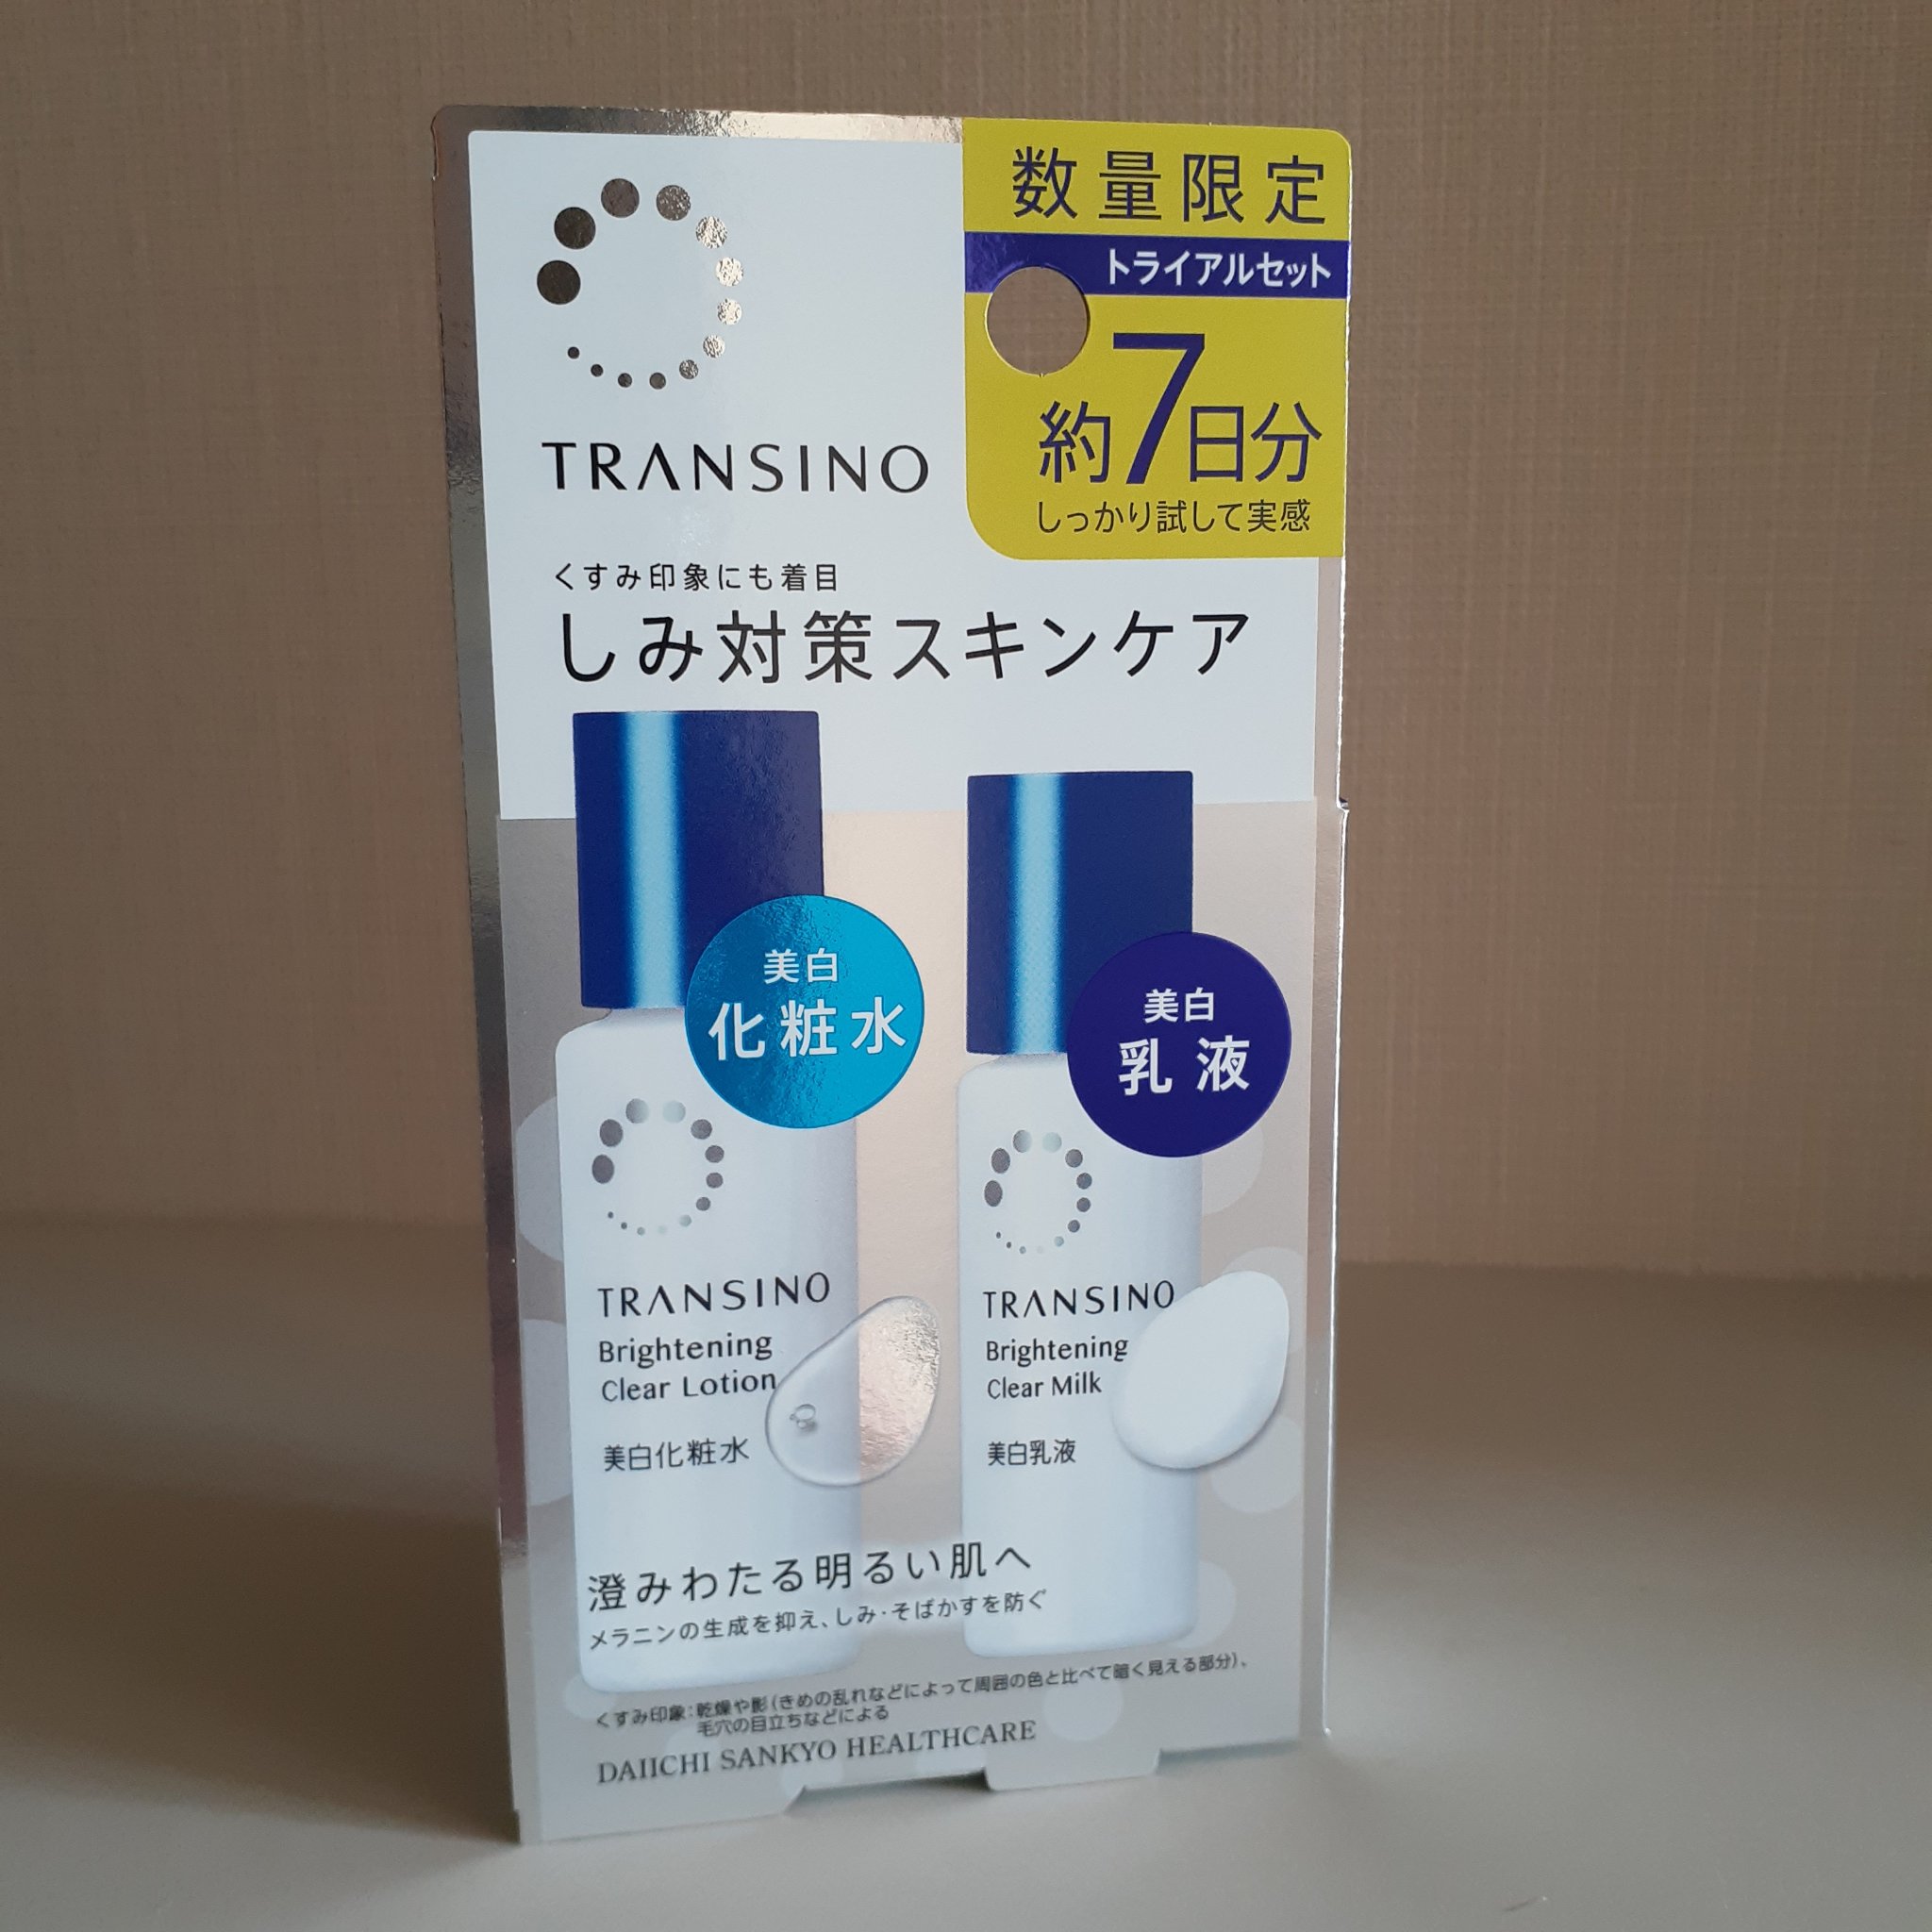 数量限定
トライアルセット
約7日分
しっかり試して実感
TRANSINO
くすみ印象にも着目
しみ対策スキンケア
美白
化粧水
美白
乳液
TRANSINO
Brightening
Clear Lotion
美白化粧水
TRANSINO
Brightening
Clear Milk
美白乳液
澄みわたる明るい肌へ
メラニンの生成を抑え、しみ・そばかすを防ぐ
くすみ印象:乾燥や影(きめの乱れなどによって周囲の色と比べて暗く見える部分)、
毛穴の目立ちなどによる
DAIICHI SANKYO HEALTHCARE